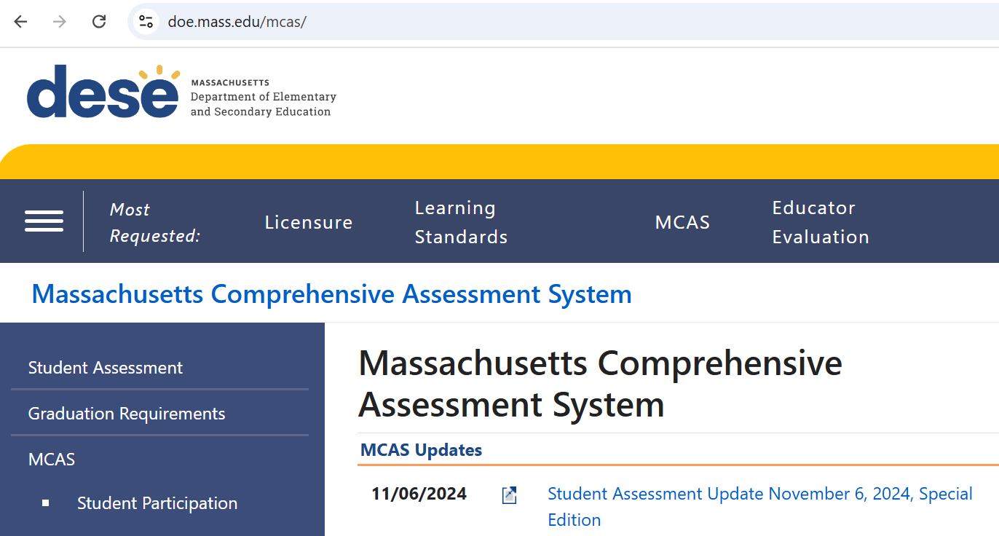 doe.mass.edu/mcas/
dese
MASSACHUSETTS
Department of Elementary
and Secondary Education
Most
Requested:
Licensure
Learning
Standards
MCAS
Educator
Evaluation
Massachusetts Comprehensive Assessment System
Student Assessment
Graduation Requirements
MCAS
Student Participation
Massachusetts Comprehensive
Assessment System
MCAS Updates
11/06/2024
Student Assessment Update November 6, 2024, Special
Edition